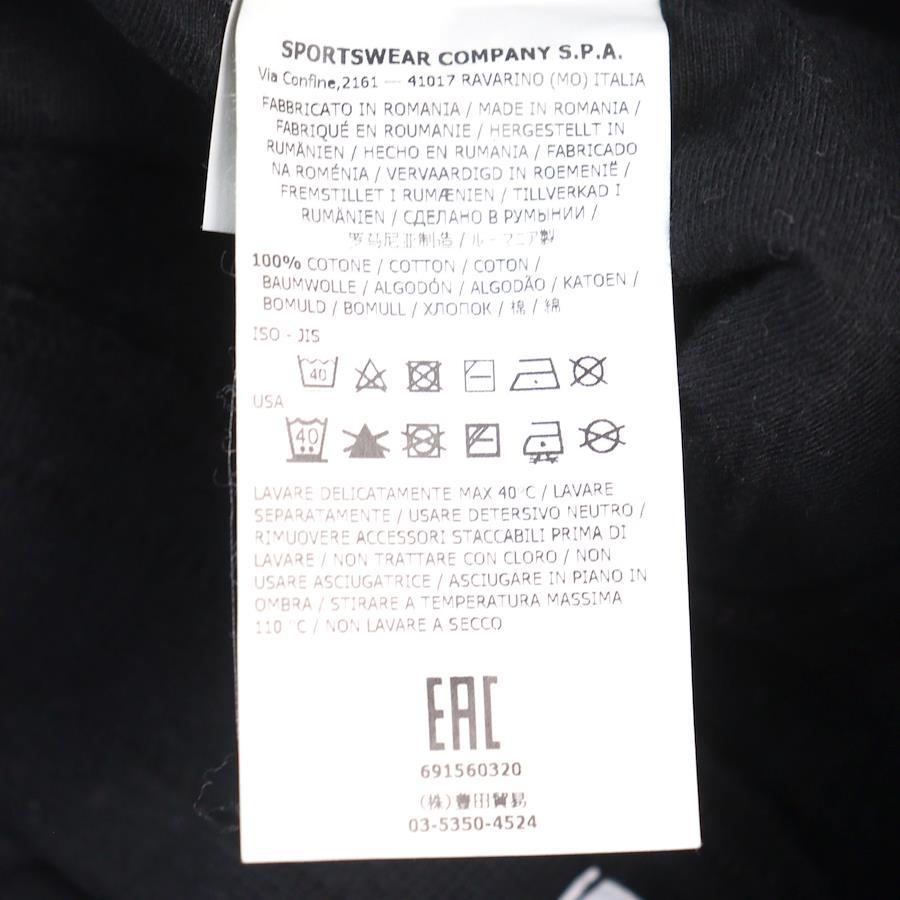 SPORTSWEAR COMPANY S.P.A.
Via Confine,2161 — 41017 RAVARINO (MO) ITALIA
FABBRICATO IN ROMANIA / MADE IN ROMANIA /
FABRIQUÉ EN ROUMANIE / HERGESTELLT IN
RUMÄNIEN / HECHO EN RUMANIA / FABRICADO
NA ROMÉNIA / VERVAARDIGD IN ROEMENIË /
FREMSTILLET I RUMÆNIEN / TILLVERKAD I
RUMÄNIEN / СДЕЛАНО В РУМЫНИИ /
罗马尼亚制造 / ルーマニア製
100% COTONE / COTTON / COTON /
BAUMWOLLE / ALGODÓN / ALGODÃO / KATOEN /
BOMULD / BOMULL / ХЛОПОК / 棉 / 綿
ISO - JIS
40
USA
40
LAVARE DELICATAMENTE MAX 40°C / LAVARE
SEPARATAMENTE / USARE DETERSIVO NEUTRO /
RIMUOVERE ACCESSORI STACCABILI PRIMA DI
LAVARE / NON TRATTARE CON CLORO / NON
USARE ASCIUGATRICE / ASCIUGARE IN PIANO IN
OMBRA / STIRARE A TEMPERATURA MASSIMA
110 °C / NON LAVARE A SECCO
EAC
691560320
(株)豊田貿易
03-5350-4524